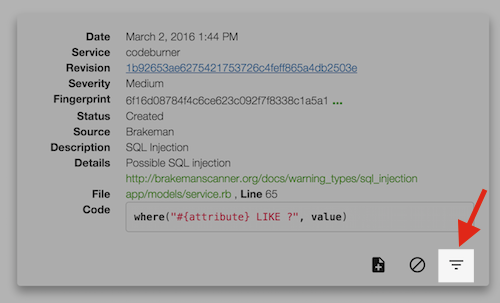 Date March 2, 2016 1:44 PM
Service codeburner
Revision 1b92653ae6275421753726c4feff865a4db2503e
Severity Medium
Fingerprint 6f16d08784f4c6ce623c092f7f8338c1a5a1 ...
Status Created
Source Brakeman
Description SQL Injection
Details Possible SQL injection
http://brakemanscanner.org/docs/warning_types/sql_injection
File app/models/service.rb , Line 65
Code where("#{attribute} LIKE ?", value)